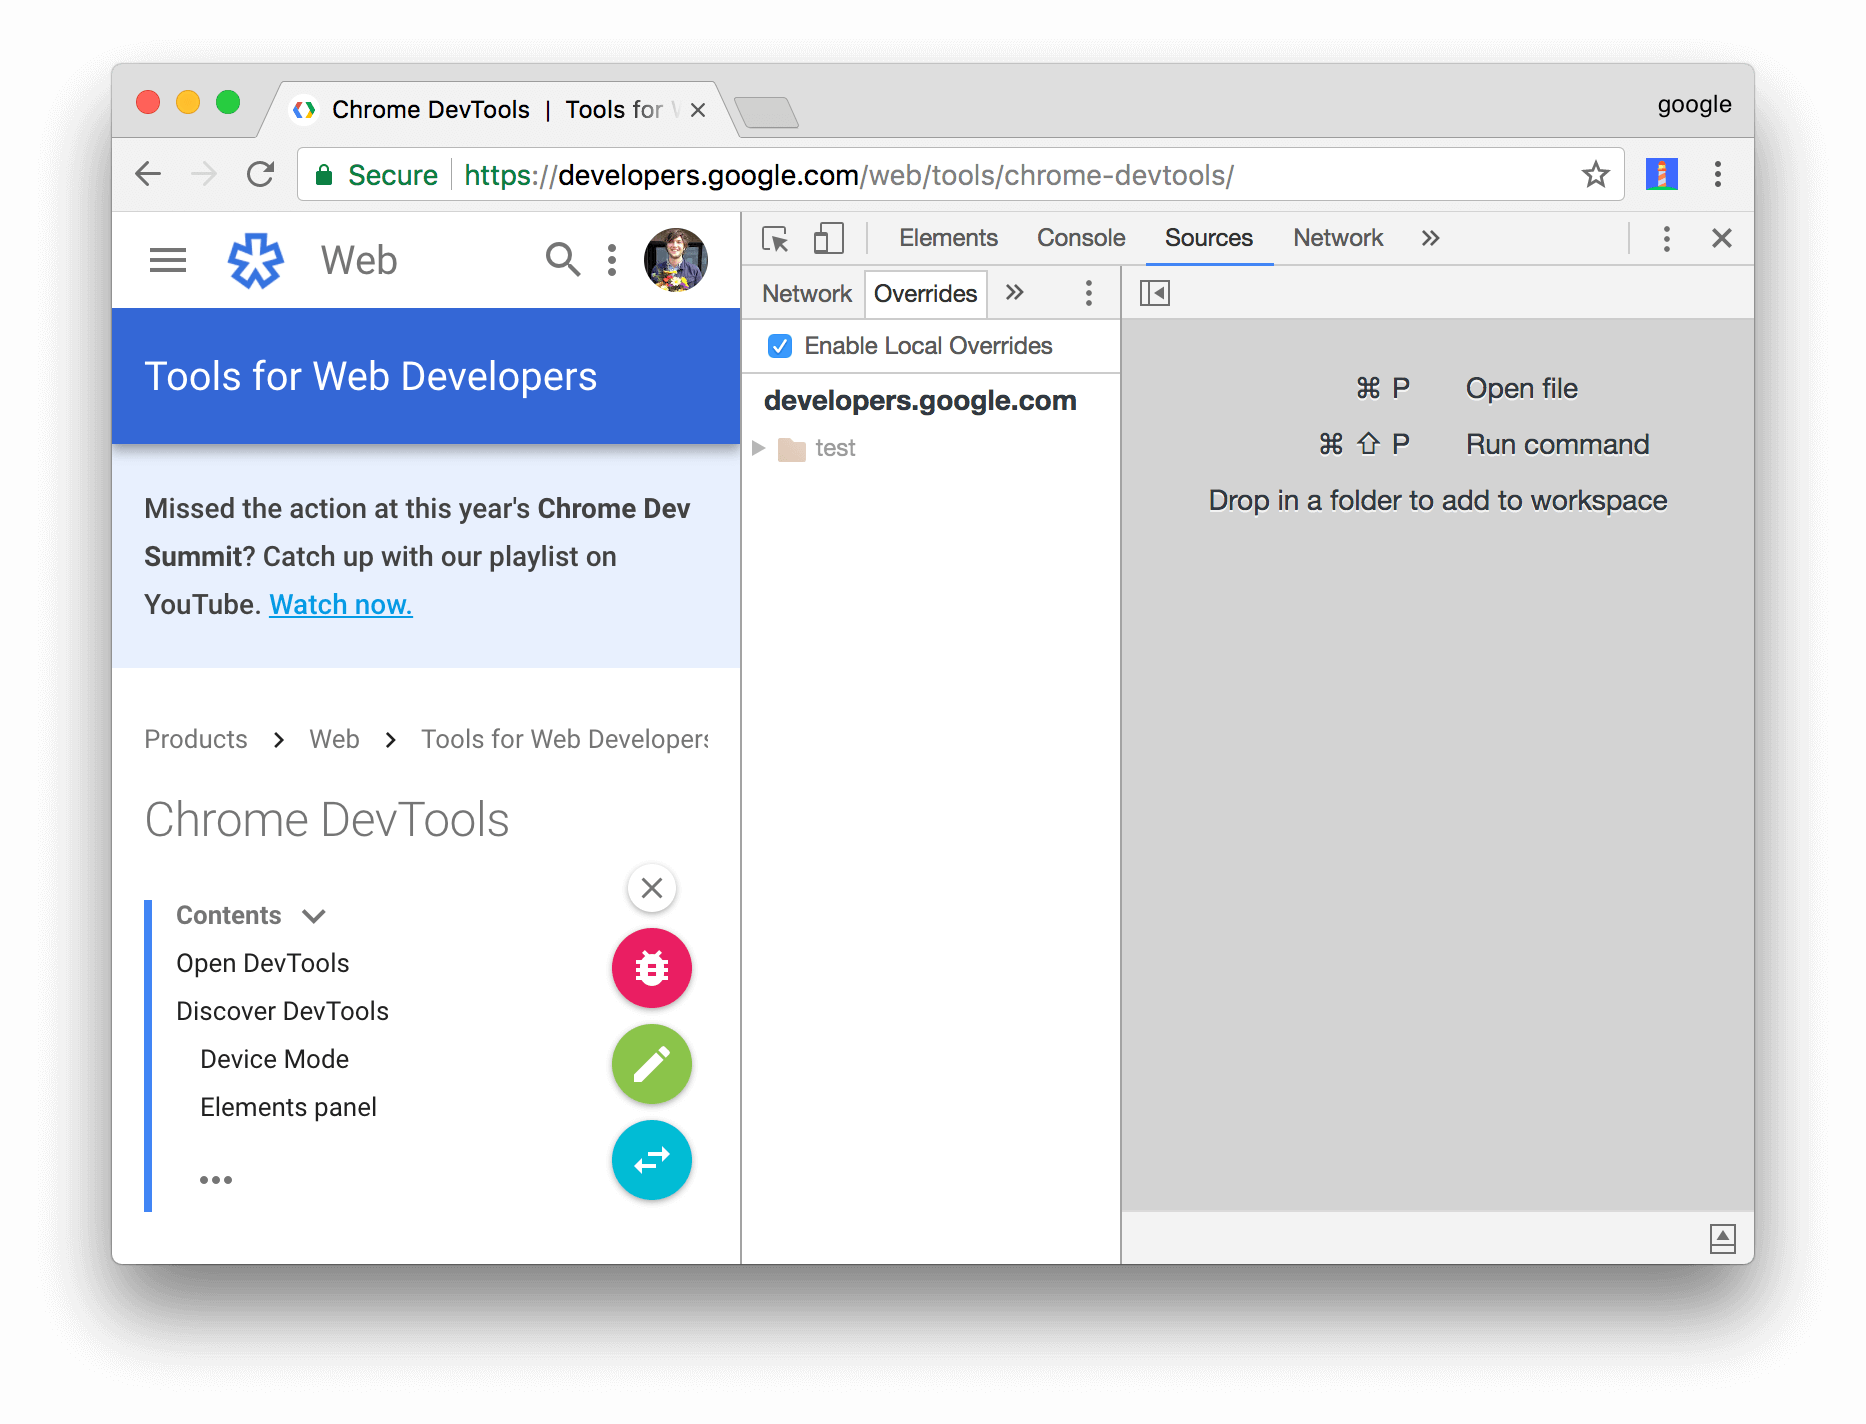 Chrome DevTools | Tools for
google
Secure https://developers.google.com/web/tools/chrome-devtools/
Web
Tools for Web Developers
Missed the action at this year's Chrome Dev
Summit? Catch up with our playlist on
YouTube. Watch now.
Products > Web > Tools for Web Developers
Chrome DevTools
Contents
Open DevTools
Discover DevTools
Device Mode
Elements panel
•••
Elements Console Sources Network »
Network Overrides »
Enable Local Overrides
developers.google.com
test
⌘ P Open file
⌘ ⇧ P Run command
Drop in a folder to add to workspace